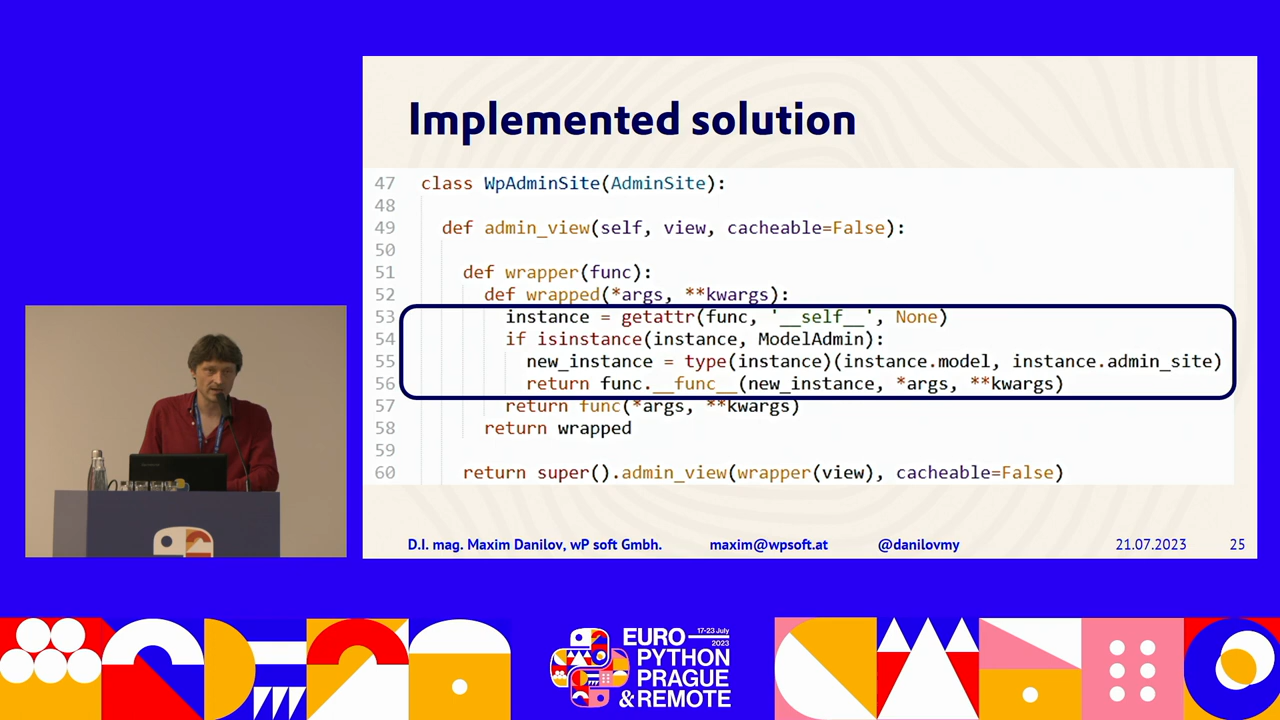 Implemented solution
47 class WpAdminSite(AdminSite):
48
49 def admin_view(self, view, cacheable=False):
50
51 def wrapper(func):
52 def wrapped(*args, **kwargs):
53 instance = getattr(func, '__self__', None)
54 if isinstance(instance, ModelAdmin):
55 new_instance = type(instance)(instance.model, instance.admin_site)
56 return func.__func__(new_instance, *args, **kwargs)
57 return func(*args, **kwargs)
58 return wrapped
59
60 return super().admin_view(wrapper(view), cacheable=False)
D.I. mag. Maxim Danilov, wP soft Gmbh. maxim@wpsoft.at @danilovmy 21.07.2023 25
EURO 17-23 July 2023
PYTHON
PRAGUE
& REMOTE